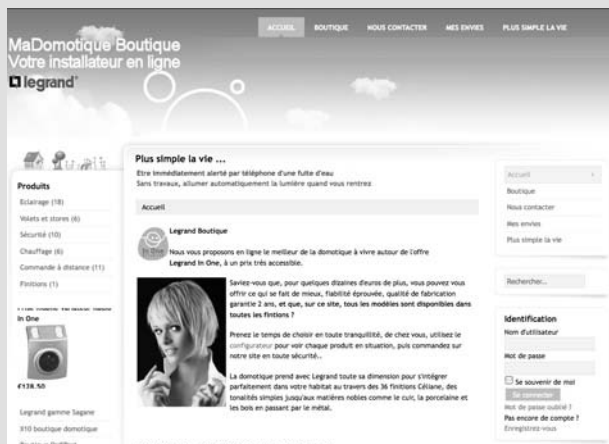 ACCUEIL BOUTIQUE NOUS CONTACTER MES ENVIES PLUS SIMPLE LA VIE
MaDomotique Boutique
Votre installateur en ligne
legrand
Plus simple la vie ...
Etre immédiatement alerté par téléphone d'une fuite d'eau
Sans travaux, allumer automatiquement la lumière quand vous rentrez
Accueil
Produits
Eclairage (18)
Volets et stores (6)
Sécurité (10)
Chauffage (6)
Commande à distance (11)
Finitions (1)
In One
€128.50
Legrand gamme Sagane
X10 boutique domotique
Legrand Boutique
In One
Nous vous proposons en ligne le meilleur de la domotique à vivre autour de l'offre
Legrand In One, à un prix très accessible.
Saviez-vous que, pour quelques dizaines d'euros de plus, vous pouvez vous
offrir ce qui se fait de mieux, fiabilité éprouvée, qualité de fabrication
garantie 2 ans, et que, sur ce site, tous les modèles sont disponibles dans
toutes les fintions ?
Prenez le temps de choisir en toute tranquillité, de chez vous, utilisez le
configurateur pour voir chaque produit en situation, puis commandez sur
notre site en toute sécurité..
La domotique prend avec Legrand toute sa dimension pour s'intégrer
parfaitement dans votre habitat au travers des 36 finitions Céliane, des
tonalités simples jusqu'aux matières nobles comme le cuir, la porcelaine et
les bois en passant par le métal.
Accueil
Boutique
Nous contacter
Mes envies
Plus simple la vie
Rechercher...
Identification
Nom d'utilisateur
Mot de passe
Se souvenir de moi
Se connecter
Mot de passe oublié ?
Pas encore de compte ?
Enregistrez-vous